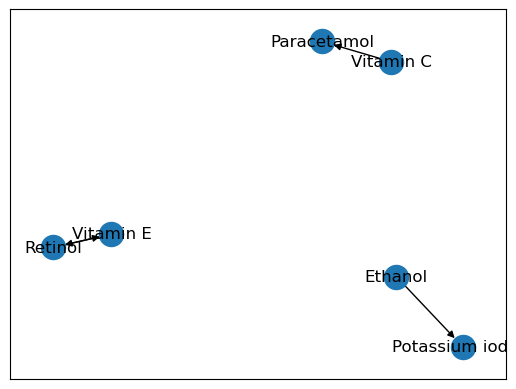 Paracetamol
Vitamin C
Vitamin E
Retinol
Ethanol
Potassium iod